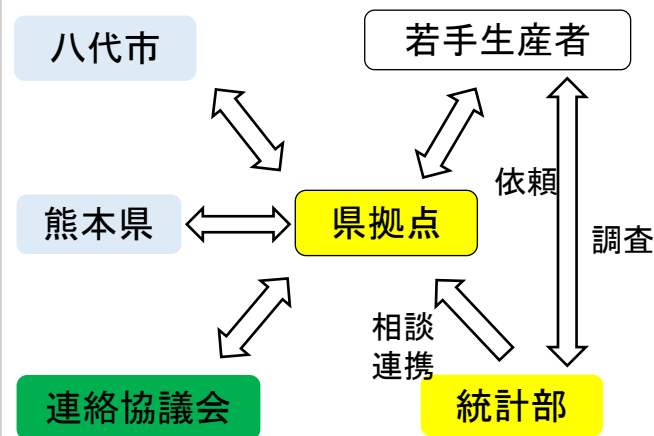 八代市
若手生産者
依頼
熊本県
県拠点
調査
相談
連携
連絡協議会
統計部